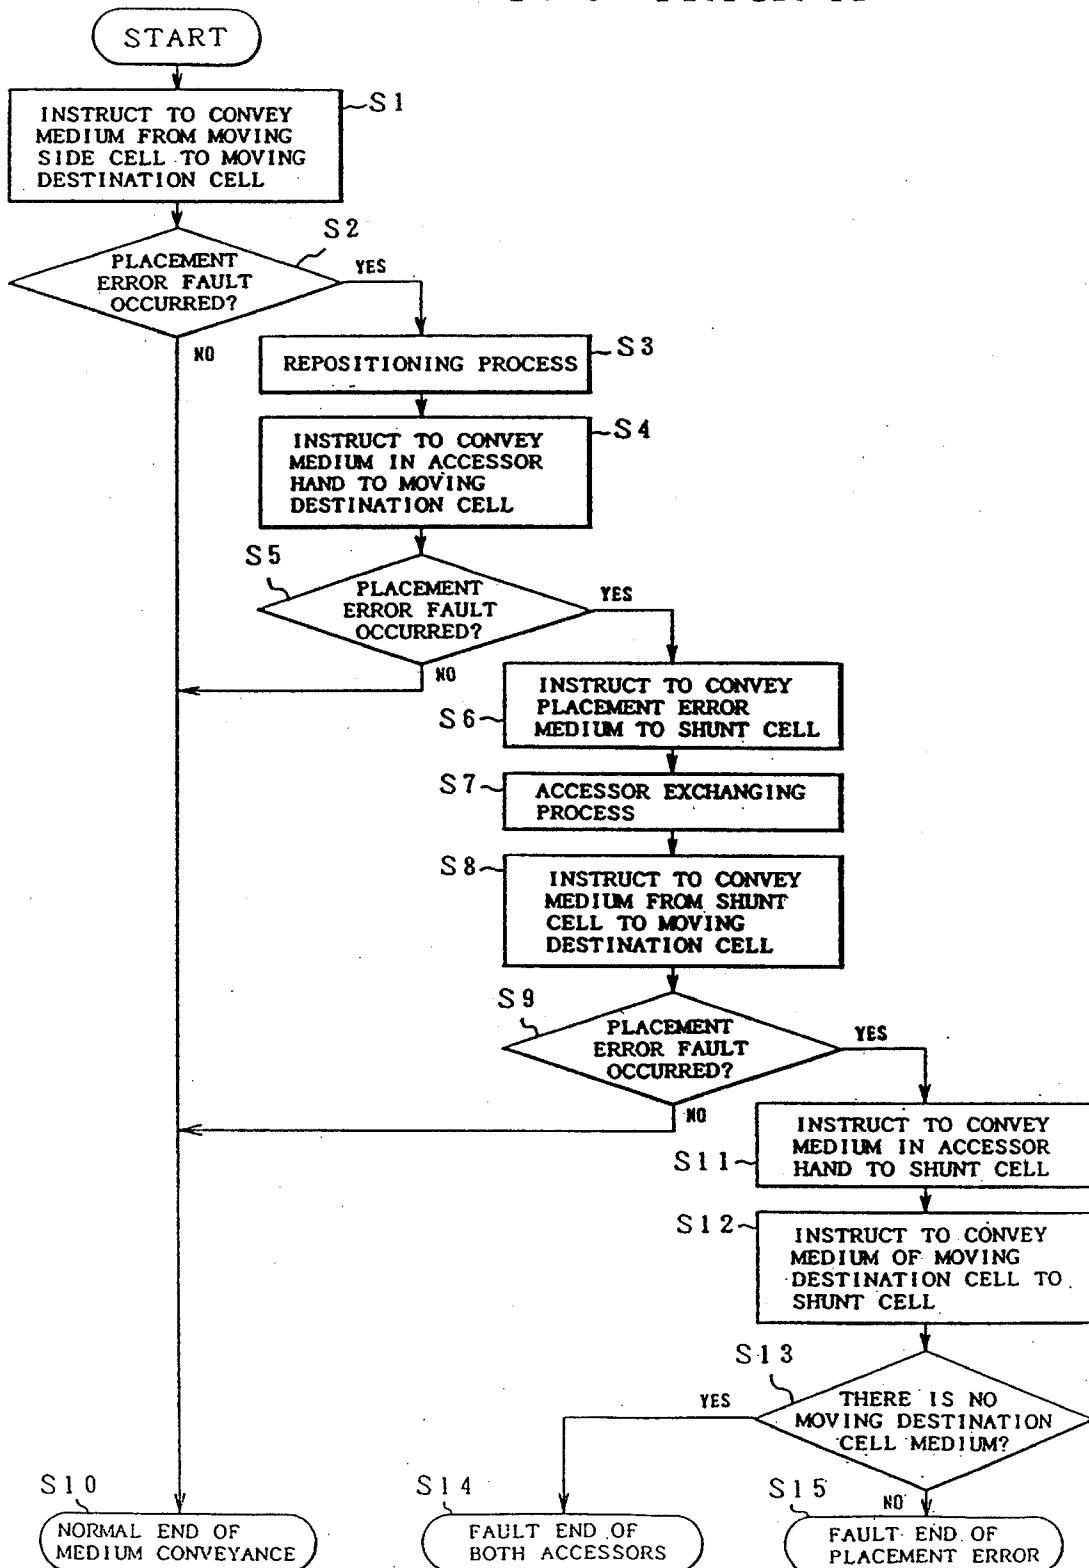 START
S1
INSTRUCT TO CONVEY
MEDIUM FROM MOVING
SIDE CELL TO MOVING
DESTINATION CELL
S2
PLACEMENT
ERROR FAULT
OCCURRED?
YES
NO
S3
REPOSITIONING PROCESS
S4
INSTRUCT TO CONVEY
MEDIUM IN ACCESSOR
HAND TO MOVING
DESTINATION CELL
S5
PLACEMENT
ERROR FAULT
OCCURRED?
YES
NO
S6
INSTRUCT TO CONVEY
PLACEMENT ERROR
MEDIUM TO SHUNT CELL
S7
ACCESSOR EXCHANGING
PROCESS
S8
INSTRUCT TO CONVEY
MEDIUM FROM SHUNT
CELL TO MOVING
DESTINATION CELL
S9
PLACEMENT
ERROR FAULT
OCCURRED?
YES
NO
S11
INSTRUCT TO CONVEY
MEDIUM IN ACCESSOR
HAND TO SHUNT CELL
S12
INSTRUCT TO CONVEY
MEDIUM OF MOVING
DESTINATION CELL TO
SHUNT CELL
S13
THERE IS NO
MOVING DESTINATION
CELL MEDIUM?
YES
NO
S10
NORMAL END OF
MEDIUM CONVEYANCE
S14
FAULT END OF
BOTH ACCESSORS
S15
FAULT END OF
PLACEMENT ERROR